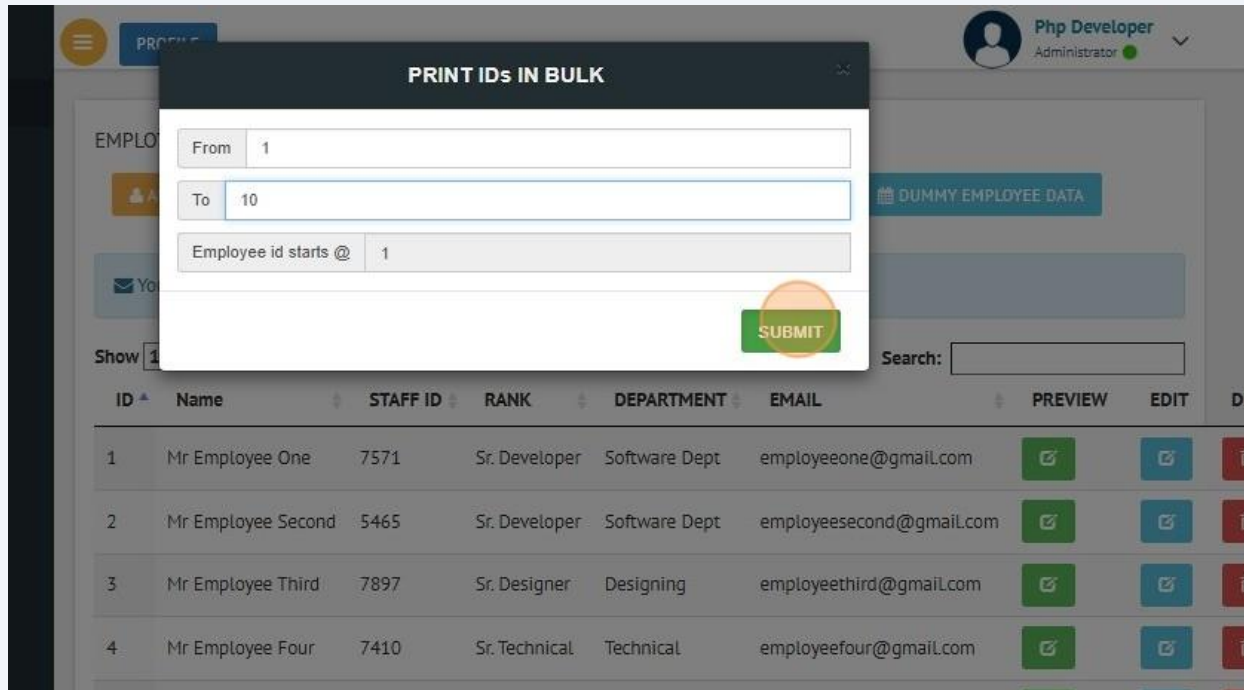 Php Developer
Administrator
PRINT IDs IN BULK
From 1
To 10
DUMMY EMPLOYEE DATA
Employee id starts @ 1
SUBMIT
Show 1 Search:
ID Name STAFF ID RANK DEPARTMENT EMAIL PREVIEW EDIT D
1 Mr Employee One 7571 Sr. Developer Software Dept employeeone@gmail.com
2 Mr Employee Second 5465 Sr. Developer Software Dept employeesecond@gmail.com
3 Mr Employee Third 7897 Sr. Designer Designing employeethird@gmail.com
4 Mr Employee Four 7410 Sr. Technical Technical employeefour@gmail.com